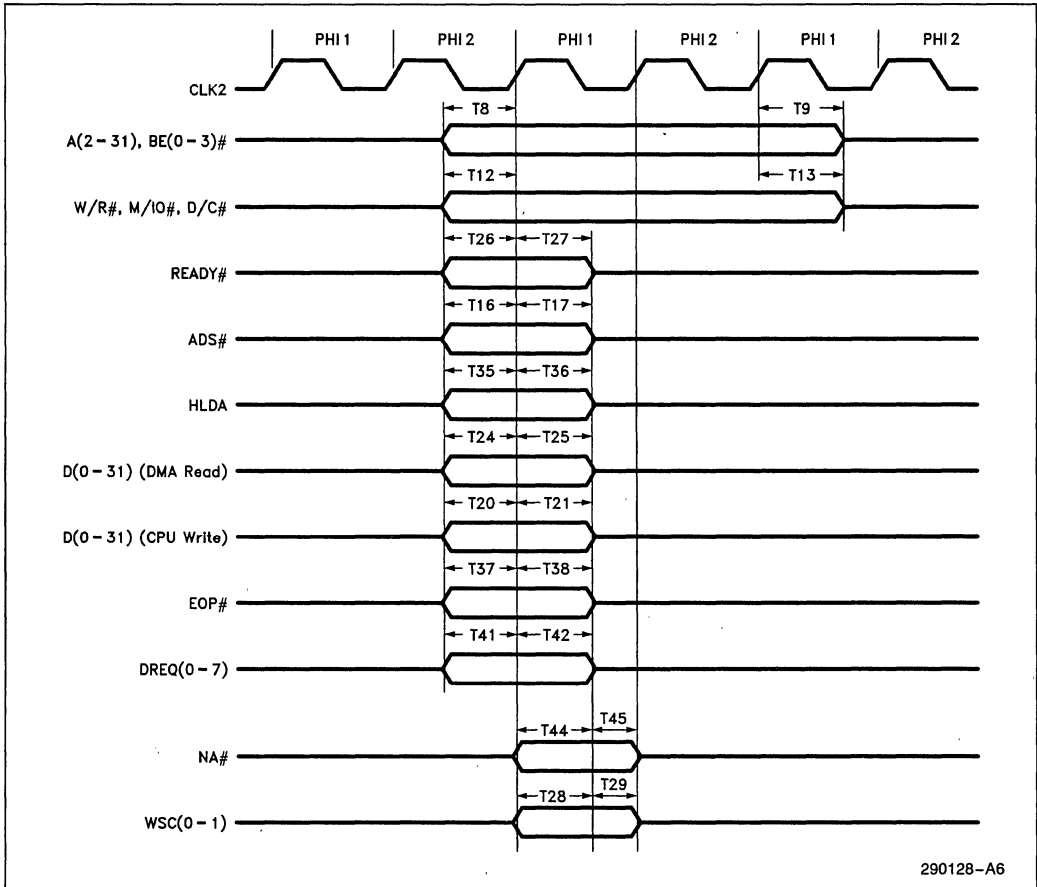 PHI 1 PHI 2 PHI 1 PHI 2 PHI 1 PHI 2
CLK2
T8 T9
A(2-31), BE(0-3)#
T12 T13
W/R#, M/IO#, D/C#
T26 T27
READY#
T16 T17
ADS#
T35 T36
HLDA
T24 T25
D(0-31) (DMA Read)
T20 T21
D(0-31) (CPU Write)
T37 T38
EOP#
T41 T42
DREQ(0-7)
T44 T45
NA#
T28 T29
WSC(0-1)
290128-A6